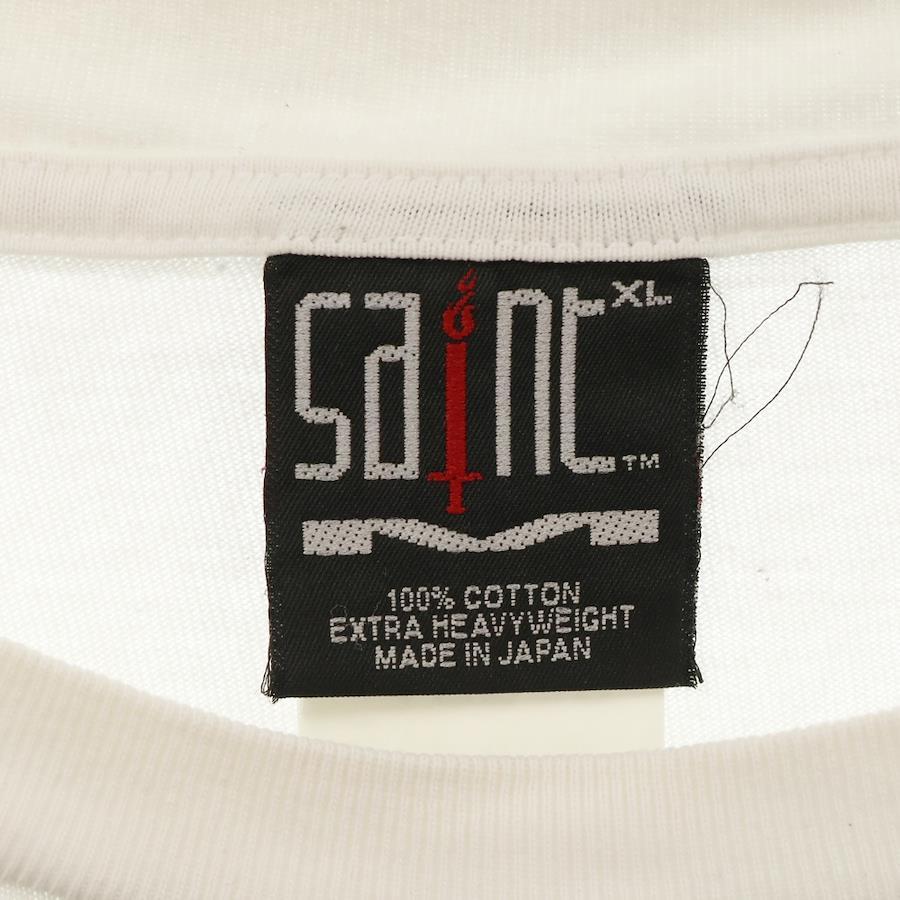 saint XL
™
100% COTTON
EXTRA HEAVYWEIGHT
MADE IN JAPAN